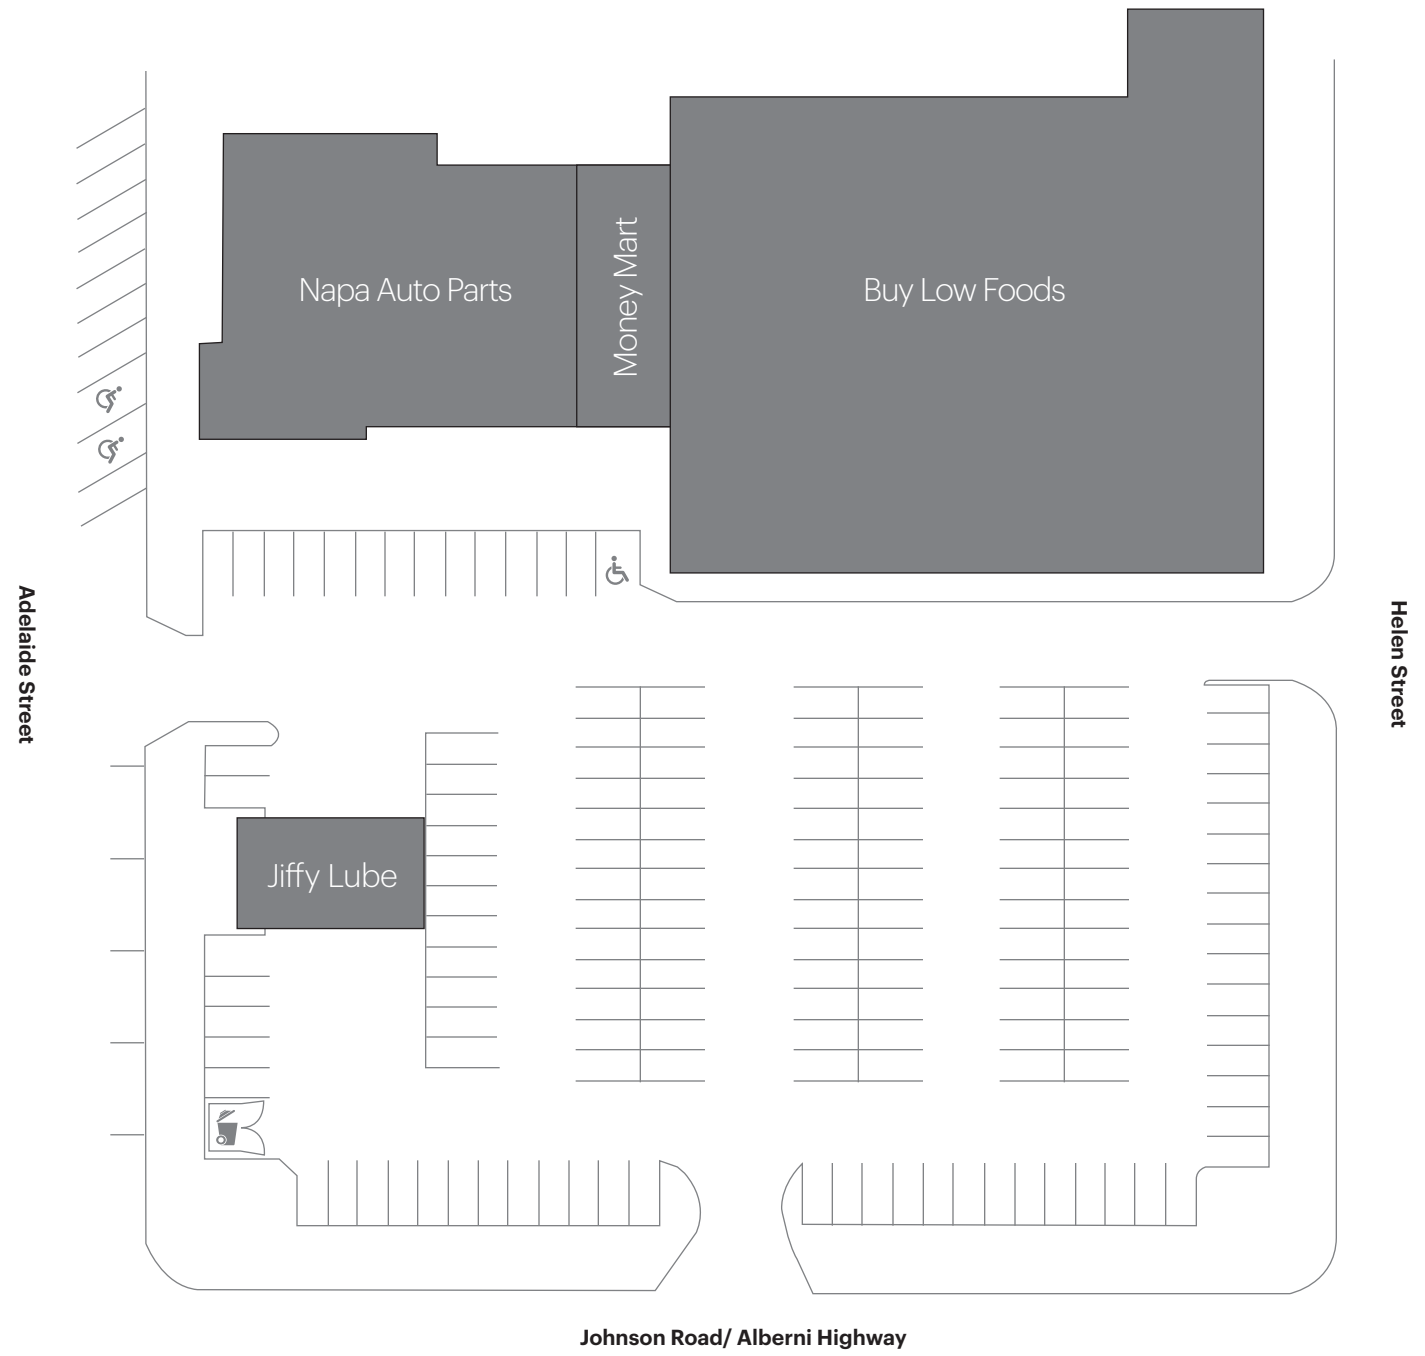 Napa Auto Parts
Money Mart
Buy Low Foods
Adelaide Street
Helen Street
Jiffy Lube
Johnson Road/ Alberni Highway